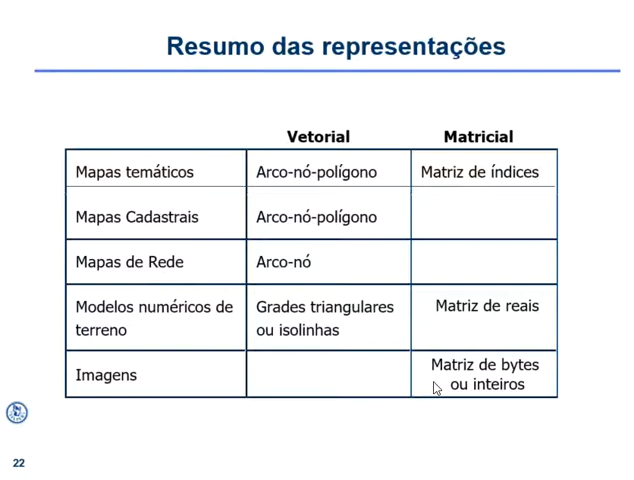 Resumo das representações
Vetorial Matricial
Mapas temáticos Arco-nó-polígono Matriz de índices
Mapas Cadastrais Arco-nó-polígono
Mapas de Rede Arco-nó
Modelos numéricos de Grades triangulares Matriz de reais
terreno ou isolinhas
Imagens Matriz de bytes
ou inteiros
22